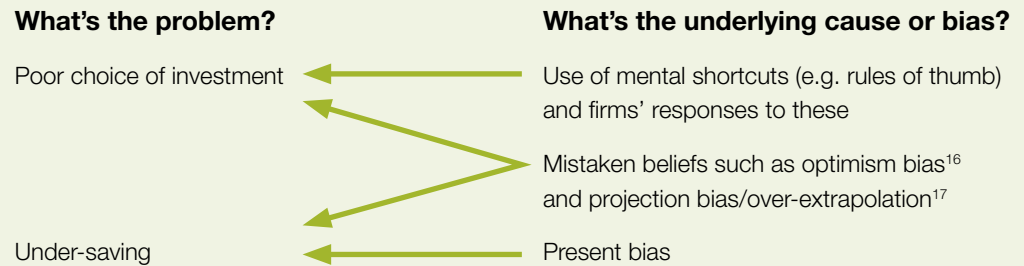 What's the problem?
What's the underlying cause or bias?
Poor choice of investment
Use of mental shortcuts (e.g. rules of thumb)
and firms' responses to these
Mistaken beliefs such as optimism bias16
and projection bias/over-extrapolation17
Under-saving
Present bias